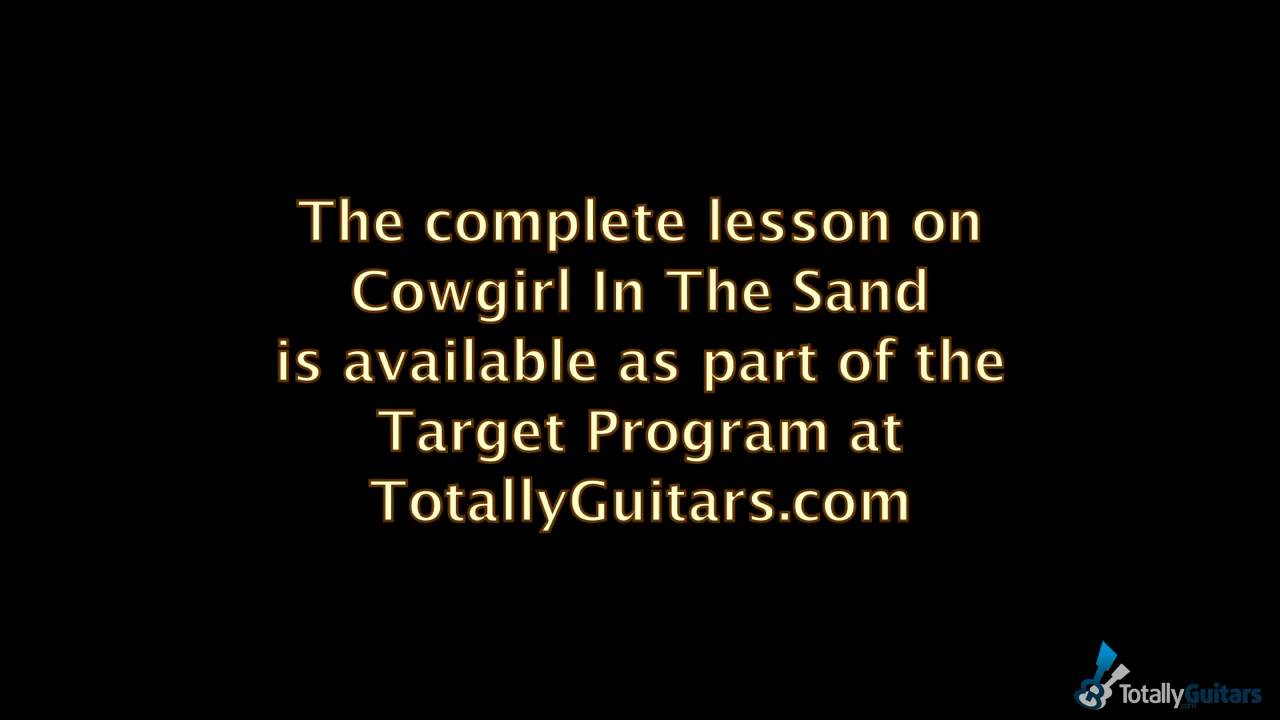 The complete lesson on
Cowgirl In The Sand
is available as part of the
Target Program at
TotallyGuitars.com
TotallyGuitars
.com